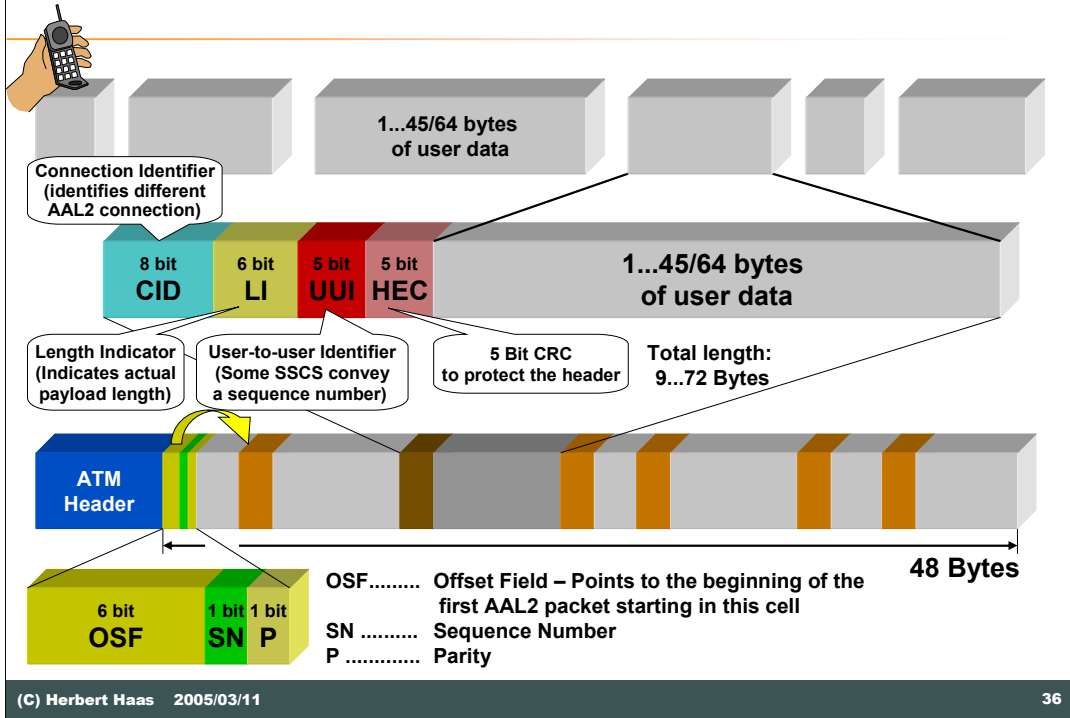 1...45/64 bytes
of user data
Connection Identifier
(identifies different
AAL2 connection)
8 bit
CID
6 bit
LI
5 bit
UUI
5 bit
HEC
1...45/64 bytes
of user data
Length Indicator
(Indicates actual
payload length)
User-to-user Identifier
(Some SSCS convey
a sequence number)
5 Bit CRC
to protect the header
Total length:
9...72 Bytes
ATM
Header
48 Bytes
6 bit
OSF
1 bit
SN
1 bit
P
OSF........ Offset Field – Points to the beginning of the
first AAL2 packet starting in this cell
SN .......... Sequence Number
P ............. Parity
(C) Herbert Haas 2005/03/11
36